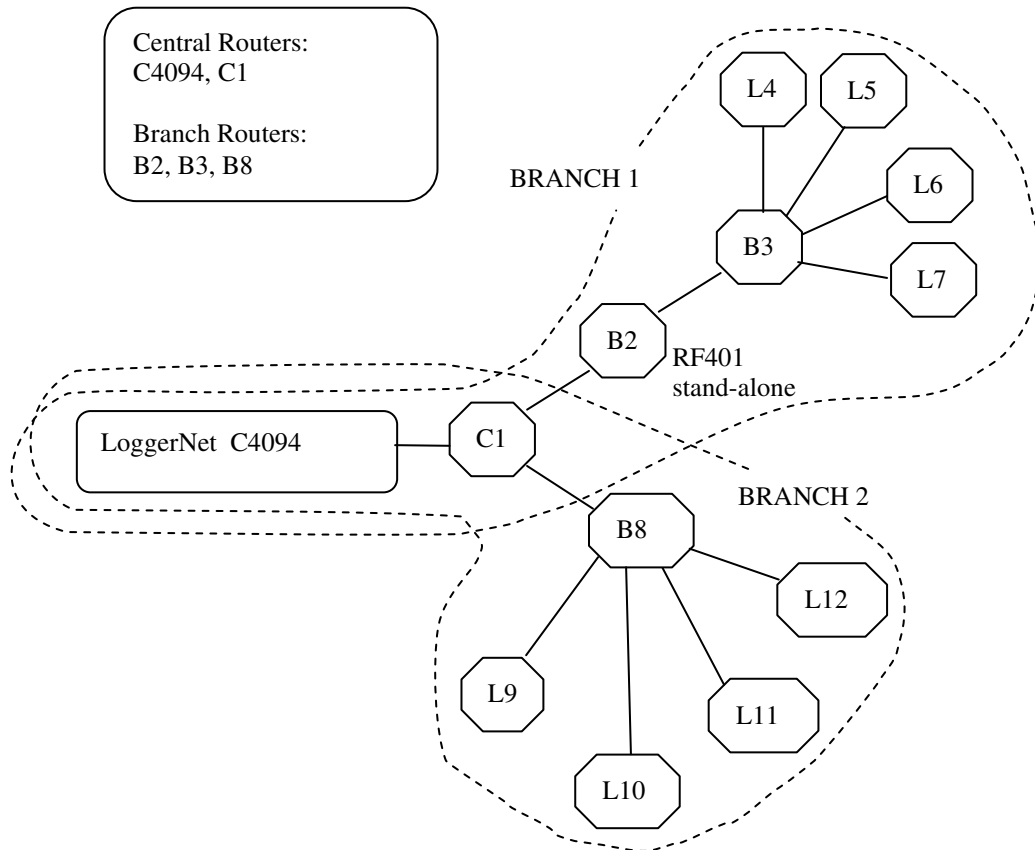 Central Routers:
C4094, C1
Branch Routers:
B2, B3, B8
L4
L5
BRANCH 1
L6
B3
L7
B2
RF401
stand-alone
LoggerNet C4094
C1
BRANCH 2
B8
L12
L9
L11
L10